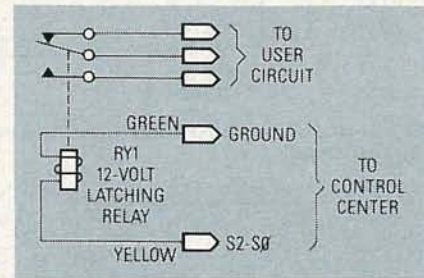 TO
USER
CIRCUIT
GREEN
GROUND
RY1
12-VOLT
LATCHING
RELAY
TO
CONTROL
CENTER
YELLOW
S2-SØ